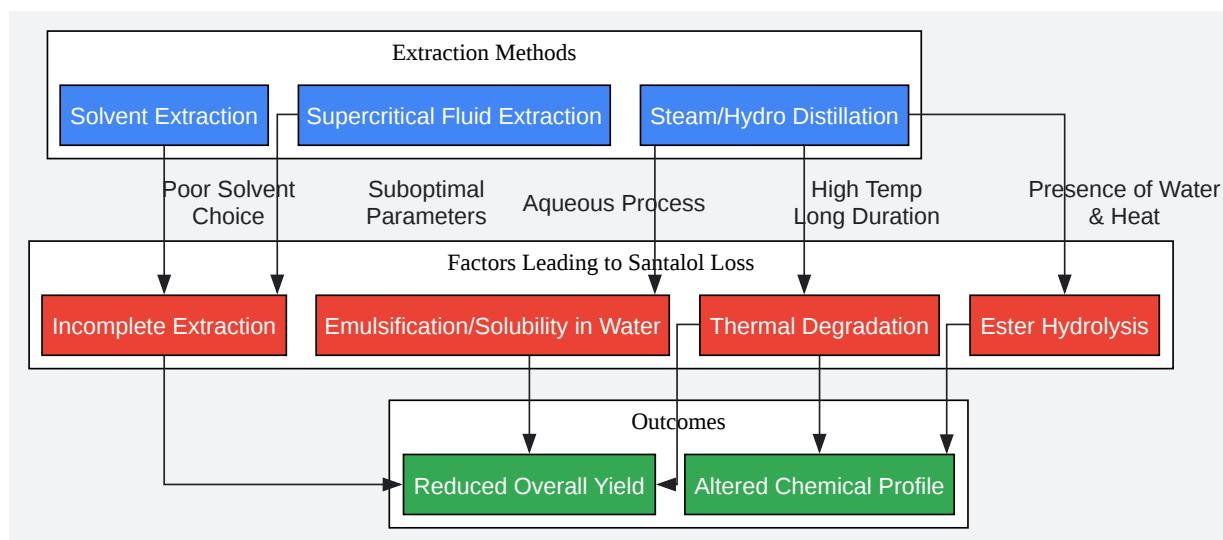 Extraction Methods
Solvent Extraction
Supercritical Fluid Extraction
Steam/Hydro Distillation
Poor Solvent
Choice
Suboptimal
Parameters
Aqueous Process
High Temp
Long Duration
Presence of Water
& Heat
Factors Leading to Santalol Loss
Incomplete Extraction
Emulsification/Solubility in Water
Thermal Degradation
Ester Hydrolysis
Outcomes
Reduced Overall Yield
Altered Chemical Profile